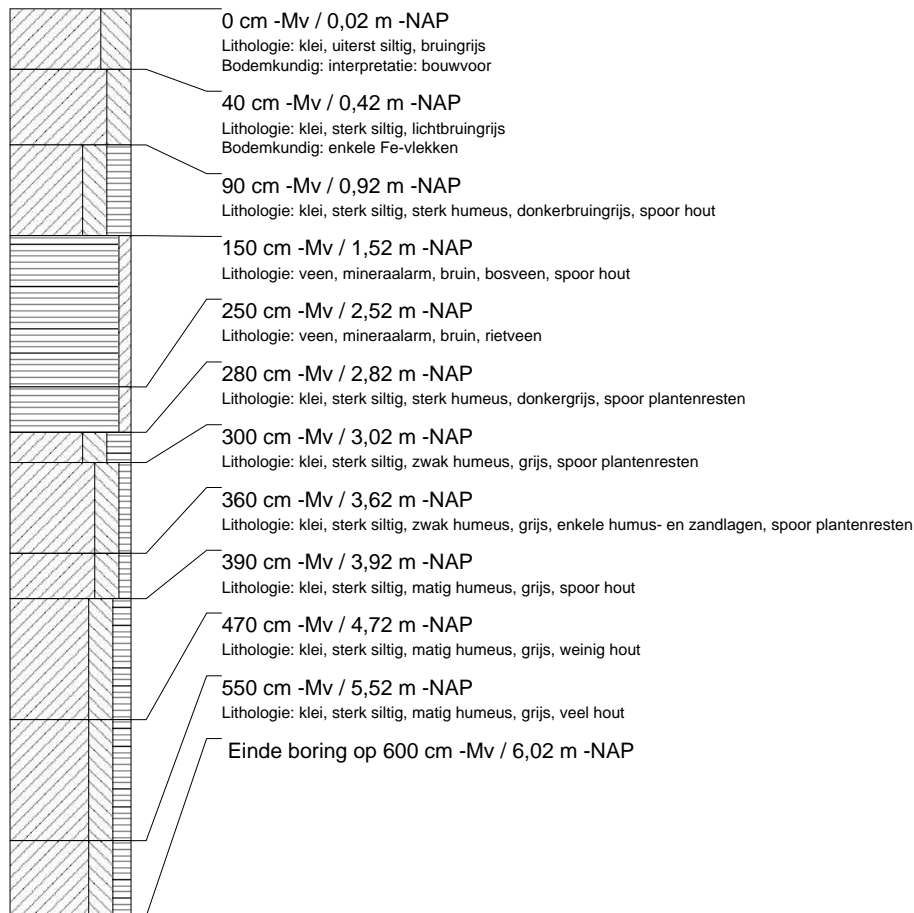 0 cm -Mv / 0,02 m -NAP
Lithologie: klei, uiterst siltig, bruingrijs
Bodemkundig: interpretatie: bouwvoor
40 cm -Mv / 0,42 m -NAP
Lithologie: klei, sterk siltig, lichtbruingrijs
Bodemkundig: enkele Fe-vlekken
90 cm -Mv / 0,92 m -NAP
Lithologie: klei, sterk siltig, sterk humeus, donkerbruingrijs, spoor hout
150 cm -Mv / 1,52 m -NAP
Lithologie: veen, mineraalarm, bruin, bosveen, spoor hout
250 cm -Mv / 2,52 m -NAP
Lithologie: veen, mineraalarm, bruin, rietveen
280 cm -Mv / 2,82 m -NAP
Lithologie: klei, sterk siltig, sterk humeus, donkergrijs, spoor plantenresten
300 cm -Mv / 3,02 m -NAP
Lithologie: klei, sterk siltig, zwak humeus, grijs, spoor plantenresten
360 cm -Mv / 3,62 m -NAP
Lithologie: klei, sterk siltig, zwak humeus, grijs, enkele humus- en zandlagen, spoor plantenresten
390 cm -Mv / 3,92 m -NAP
Lithologie: klei, sterk siltig, matig humeus, grijs, spoor hout
470 cm -Mv / 4,72 m -NAP
Lithologie: klei, sterk siltig, matig humeus, grijs, weinig hout
550 cm -Mv / 5,52 m -NAP
Lithologie: klei, sterk siltig, matig humeus, grijs, veel hout
Einde boring op 600 cm -Mv / 6,02 m -NAP